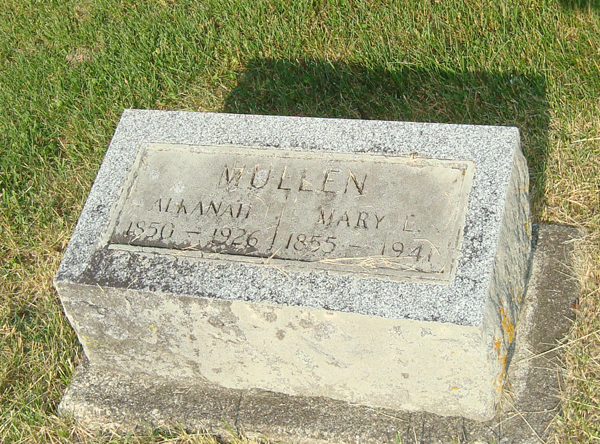 MULLEN
ALKANAH MARY E.
1850 – 1926 1855 – 1941